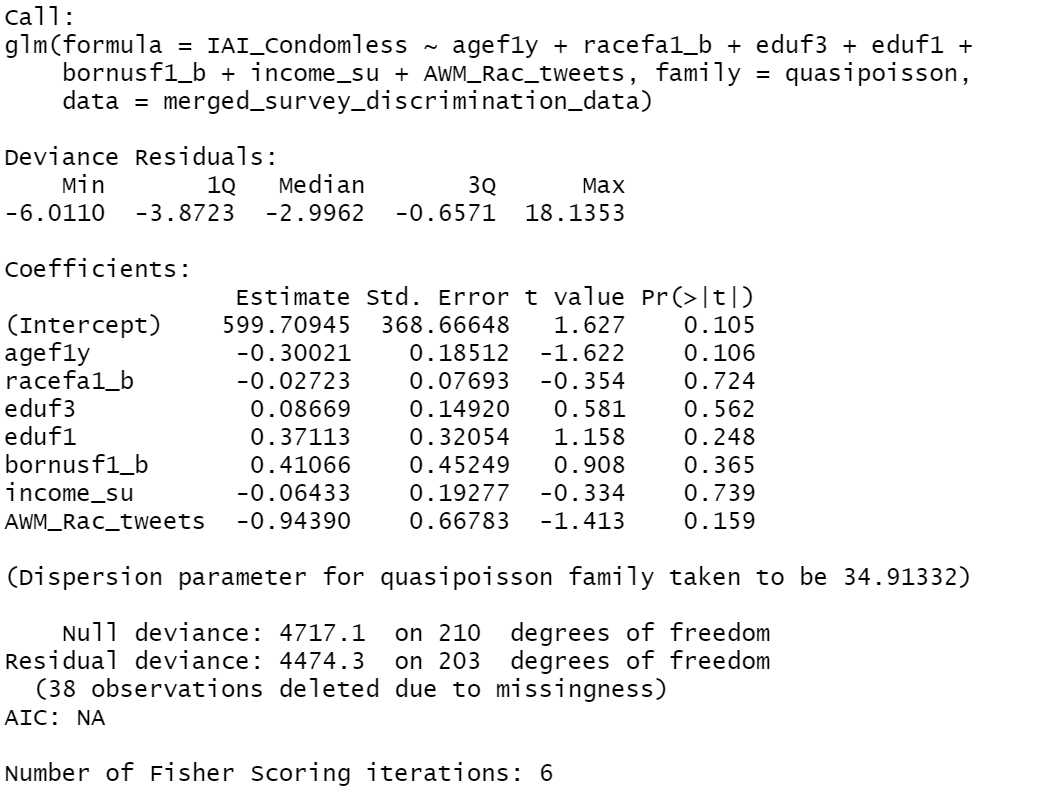 Call:
glm(formula = IAI_Condomless ~ agef1y + racefa1_b + eduf3 + eduf1 +
    bornusf1_b + income_su + AWM_Rac_tweets, family = quasipoisson,
    data = merged_survey_discrimination_data)

Deviance Residuals:
    Min       1Q   Median       3Q      Max
-6.0110  -3.8723  -2.9962  -0.6571  18.1353

Coefficients:
                Estimate Std. Error t value Pr(>|t|)
(Intercept)    599.70945  368.66648   1.627    0.105
agef1y          -0.30021    0.18512  -1.622    0.106
racefa1_b       -0.02723    0.07693  -0.354    0.724
eduf3            0.08669    0.14920   0.581    0.562
eduf1            0.37113    0.32054   1.158    0.248
bornusf1_b       0.41066    0.45249   0.908    0.365
income_su       -0.06433    0.19277  -0.334    0.739
AWM_Rac_tweets  -0.94390    0.66783  -1.413    0.159

(Dispersion parameter for quasipoisson family taken to be 34.91332)

    Null deviance: 4717.1  on 210  degrees of freedom
Residual deviance: 4474.3  on 203  degrees of freedom
  (38 observations deleted due to missingness)
AIC: NA

Number of Fisher Scoring iterations: 6